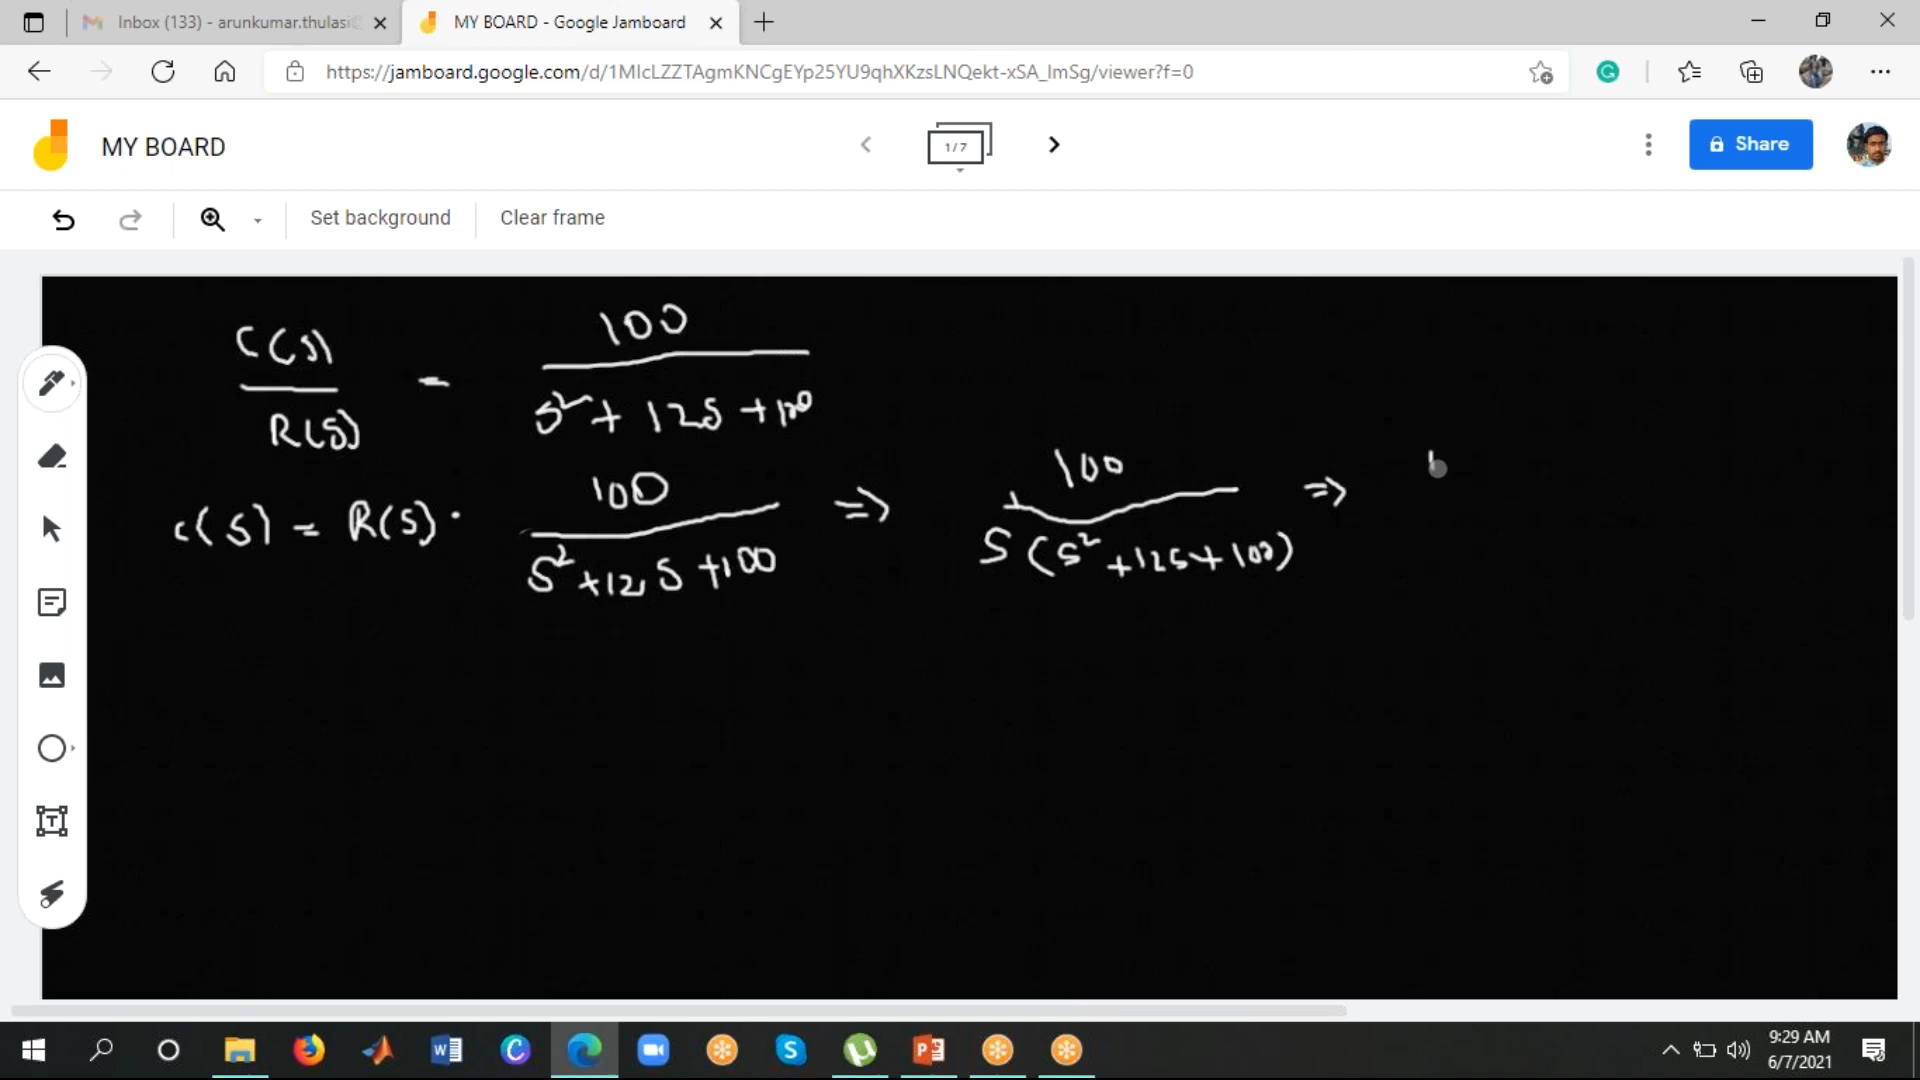 Inbox (133) - arunkumar.thulasi
MY BOARD - Google Jamboard
https://jamboard.google.com/d/1MIcLZZTAgmKNCgEYp25YU9qhXKzsLNQekt-xSA_ImSg/viewer?f=0
MY BOARD
1/7
Share
Set background
Clear frame
C(S)/R(S) = 100/(S²+12S+100)
C(S) = R(S) · 100/(S²+12S+100) => 100/(S(S²+12S+100)) =>
9:29 AM
6/7/2021